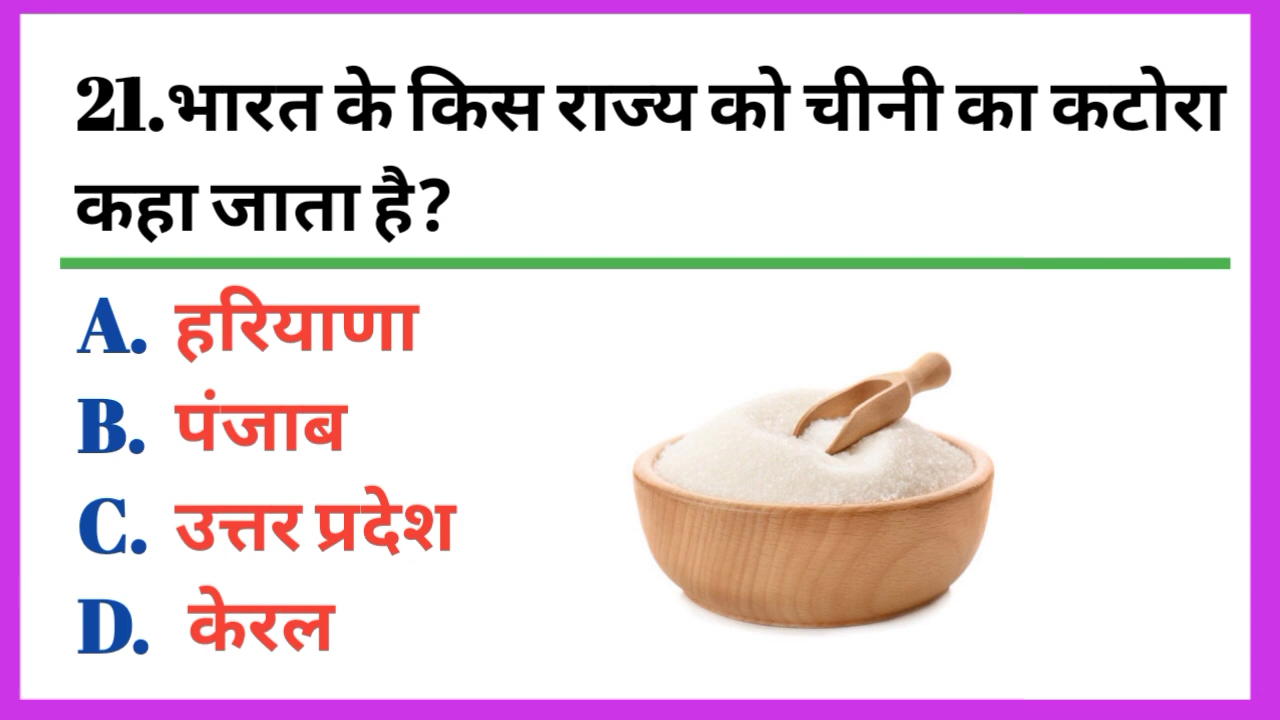 21.भारत के किस राज्य को चीनी का कटोरा
कहा जाता है?
A. हरियाणा
B. पंजाब
C. उत्तर प्रदेश
D. केरल